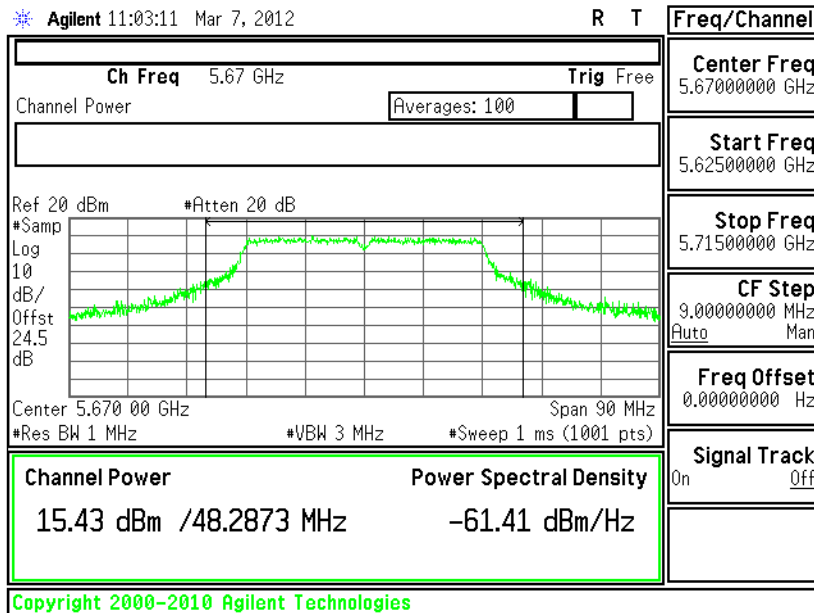 Agilent 11:03:11 Mar 7, 2012 R T
Ch Freq 5.67 GHz Trig Free
Channel Power Averages: 100
Ref 20 dBm #Atten 20 dB
#Samp
Log
10
dB/
Offst
24.5
dB
Center 5.670 00 GHz Span 90 MHz
#Res BW 1 MHz #VBW 3 MHz #Sweep 1 ms (1001 pts)
Channel Power Power Spectral Density
15.43 dBm /48.2873 MHz -61.41 dBm/Hz
Copyright 2000-2010 Agilent Technologies
Freq/Channel
Center Freq
5.67000000 GHz
Start Freq
5.62500000 GHz
Stop Freq
5.71500000 GHz
CF Step
9.00000000 MHz
Auto Man
Freq Offset
0.00000000 Hz
Signal Track
On Off